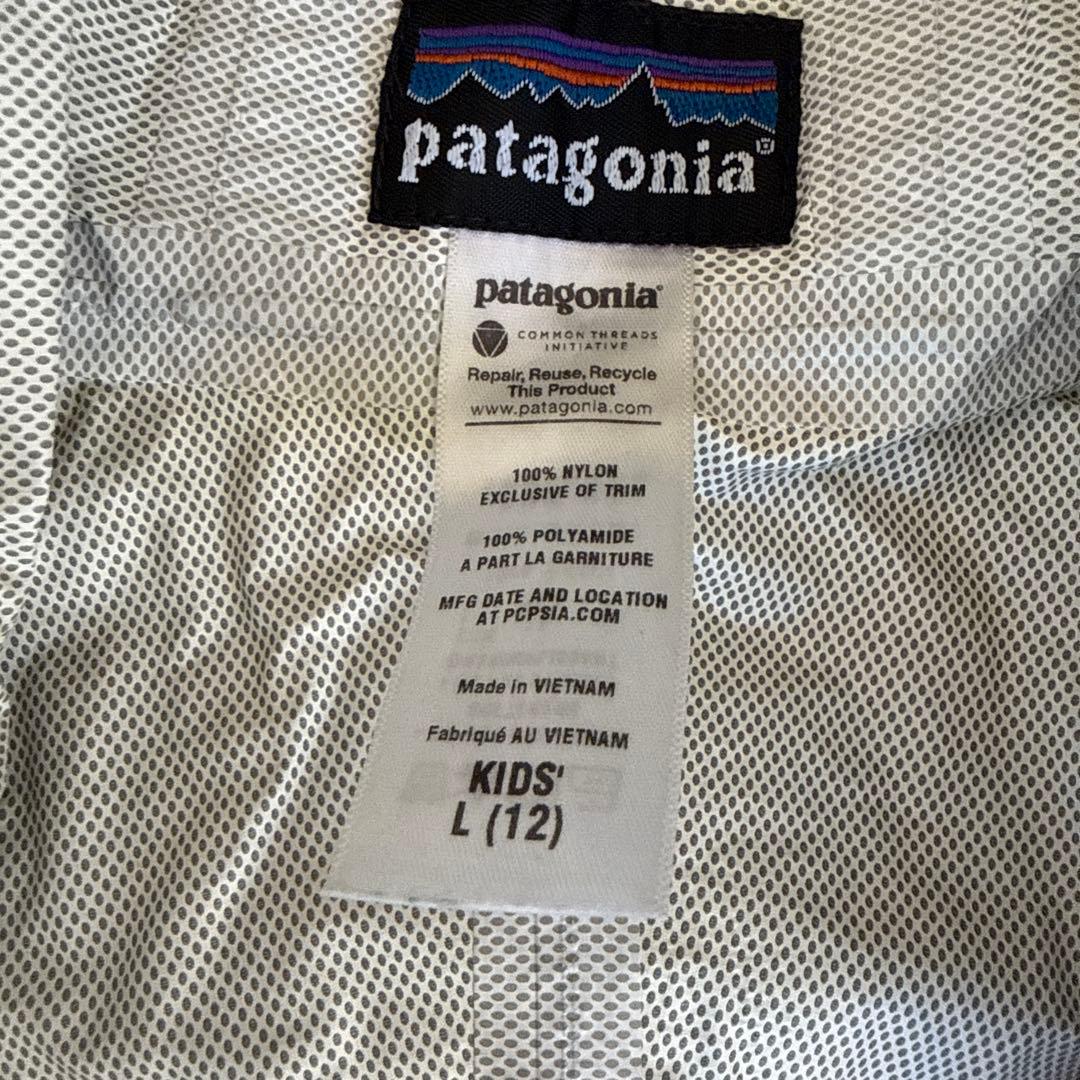 patagonia®
patagonia®
COMMON THREADS
INITIATIVE
Repair, Reuse, Recycle
This Product
www.patagonia.com
100% NYLON
EXCLUSIVE OF TRIM
100% POLYAMIDE
A PART LA GARNITURE
MFG DATE AND LOCATION
AT PCPSIA.COM
Made in VIETNAM
Fabriqué AU VIETNAM
KIDS'
L (12)